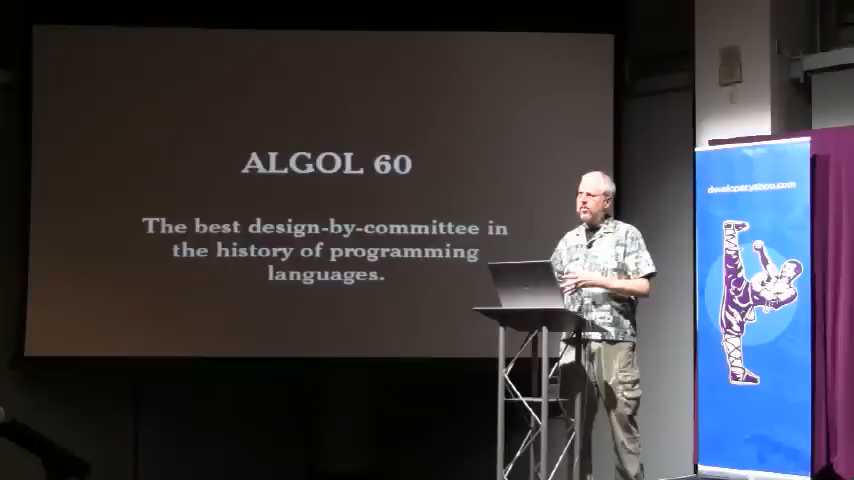 ALGOL 60
The best design-by-committee in
the history of programming
languages.
developer.yahoo.com